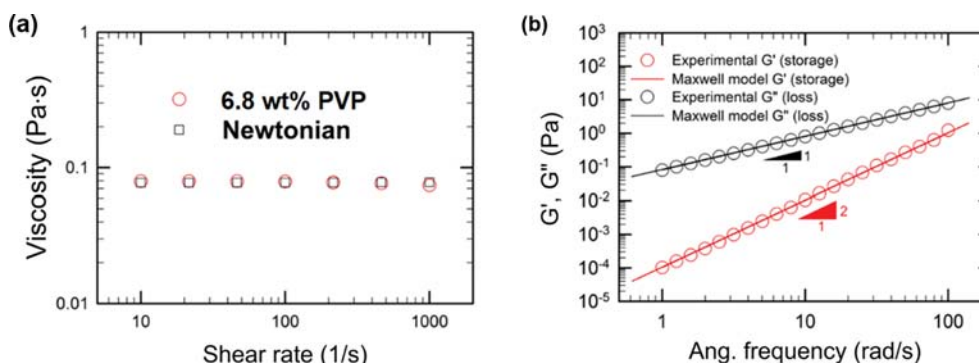 (a)
Viscosity (Pa·s)
1
0.1
0.01
6.8 wt% PVP
Newtonian
10
100
1000
Shear rate (1/s)
(b)
G', G" (Pa)
10³
10²
10¹
10⁰
10⁻¹
10⁻²
10⁻³
10⁻⁴
10⁻⁵
Experimental G' (storage)
Maxwell model G' (storage)
Experimental G" (loss)
Maxwell model G" (loss)
1
1
2
1
1
10
100
Ang. frequency (rad/s)